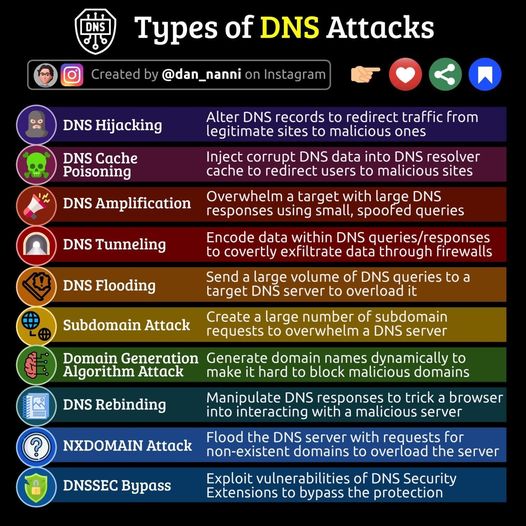 DNS
Types of DNS Attacks
Created by @dan_nanni on Instagram
DNS Hijacking
Alter DNS records to redirect traffic from
legitimate sites to malicious ones
DNS Cache
Poisoning
Inject corrupt DNS data into DNS resolver
cache to redirect users to malicious sites
DNS Amplification
Overwhelm a target with large DNS
responses using small, spoofed queries
DNS Tunneling
Encode data within DNS queries/responses
to covertly exfiltrate data through firewalls
DNS Flooding
Send a large volume of DNS queries to a
target DNS server to overload it
Subdomain Attack
Create a large number of subdomain
requests to overwhelm a DNS server
Domain Generation
Algorithm Attack
Generate domain names dynamically to
make it hard to block malicious domains
DNS Rebinding
Manipulate DNS responses to trick a browser
into interacting with a malicious server
NXDOMAIN Attack
Flood the DNS server with requests for
non-existent domains to overload the server
DNSSEC Bypass
Exploit vulnerabilities of DNS Security
Extensions to bypass the protection